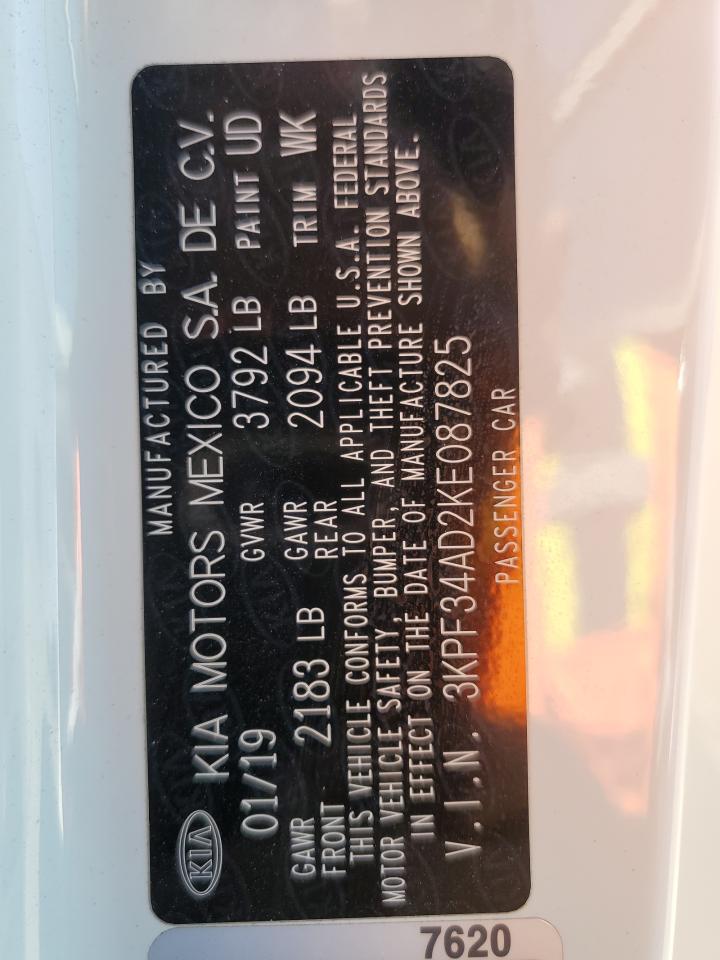 MANUFACTURED BY
KIA KIA MOTORS MEXICO S.A. DE C.V.
01/19 GVWR 3792 LB PAINT UD
GAWR FRONT 2183 LB GAWR REAR 2094 LB TRIM WK
THIS VEHICLE CONFORMS TO ALL APPLICABLE U.S.A. FEDERAL
MOTOR VEHICLE SAFETY, BUMPER, AND THEFT PREVENTION STANDARDS
IN EFFECT ON THE DATE OF MANUFACTURE SHOWN ABOVE.
V.I.N. 3KPF34AD2KE087825
PASSENGER CAR
7620